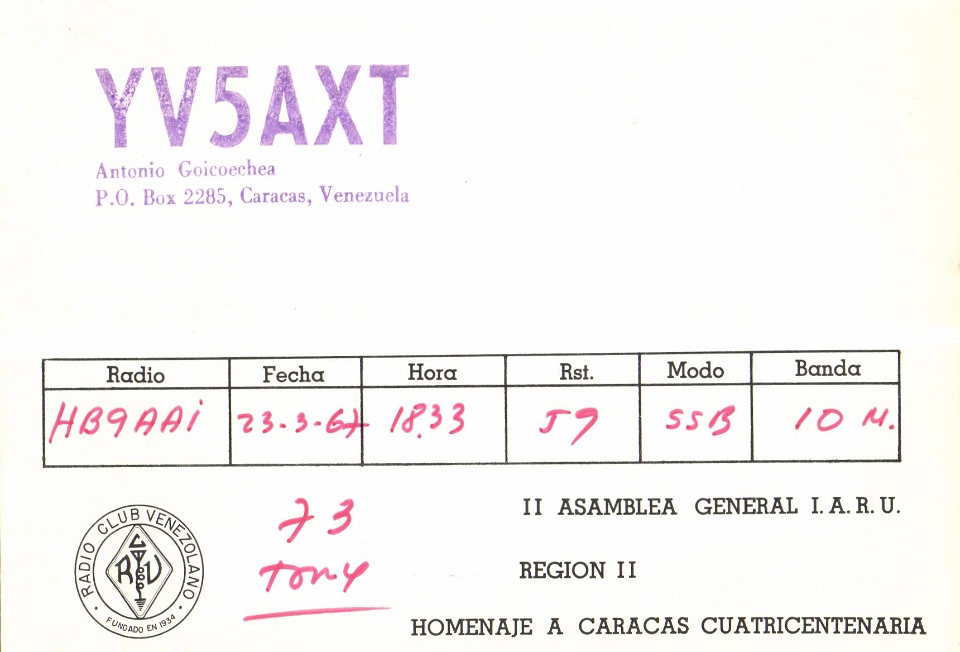 YV5AXT
Antonio Goicoechea
P.O. Box 2285, Caracas, Venezuela
Radio Fecha Hora Rst. Modo Banda
HB9AAi 23-3-67 18.33 59 SSB 10 M.
73
Tony
II ASAMBLEA GENERAL I.A.R.U.
REGION II
HOMENAJE A CARACAS CUATRICENTENARIA
RADIO CLUB VENEZOLANO
RCV
FUNDADO EN 1934